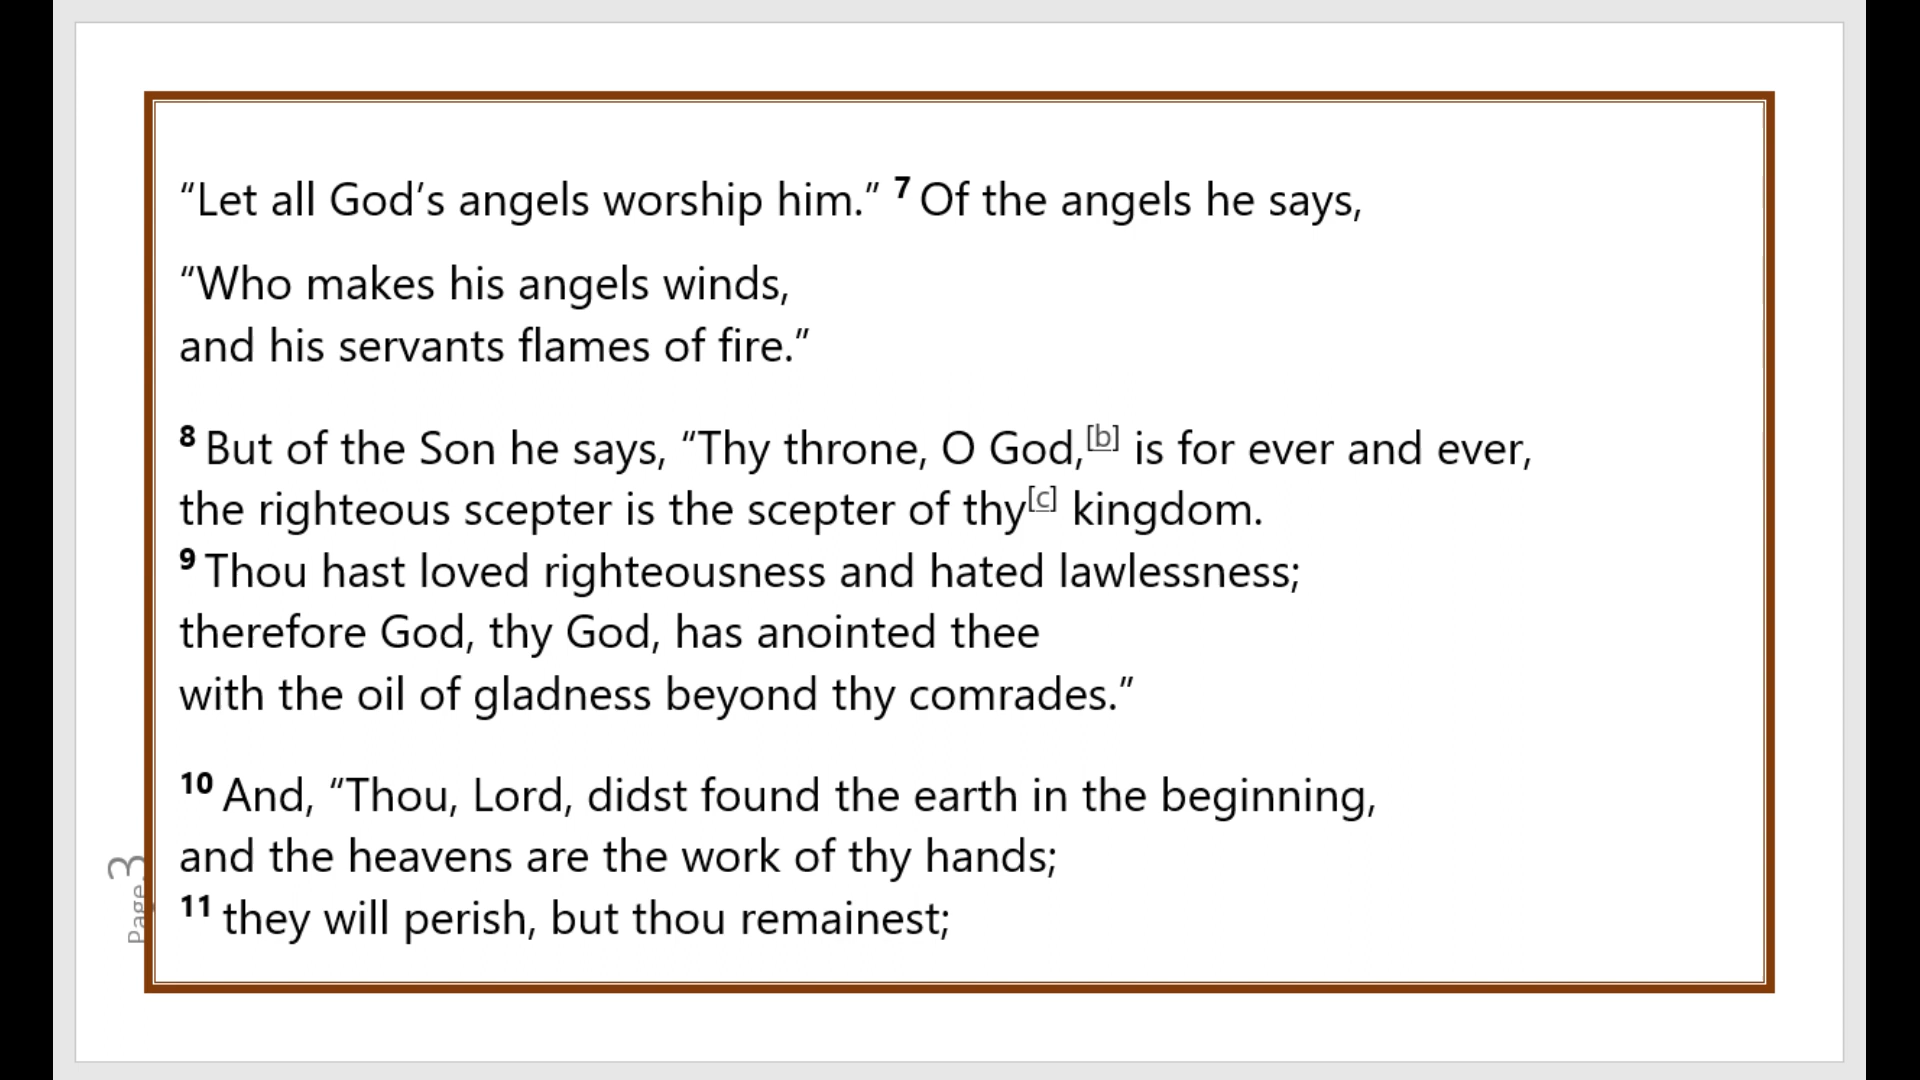 “Let all God’s angels worship him.” 7 Of the angels he says,
“Who makes his angels winds,
and his servants flames of fire.”
8 But of the Son he says, “Thy throne, O God,[b] is for ever and ever,
the righteous scepter is the scepter of thy[c] kingdom.
9 Thou hast loved righteousness and hated lawlessness;
therefore God, thy God, has anointed thee
with the oil of gladness beyond thy comrades.”
10 And, “Thou, Lord, didst found the earth in the beginning,
and the heavens are the work of thy hands;
11 they will perish, but thou remainest;
Page 3